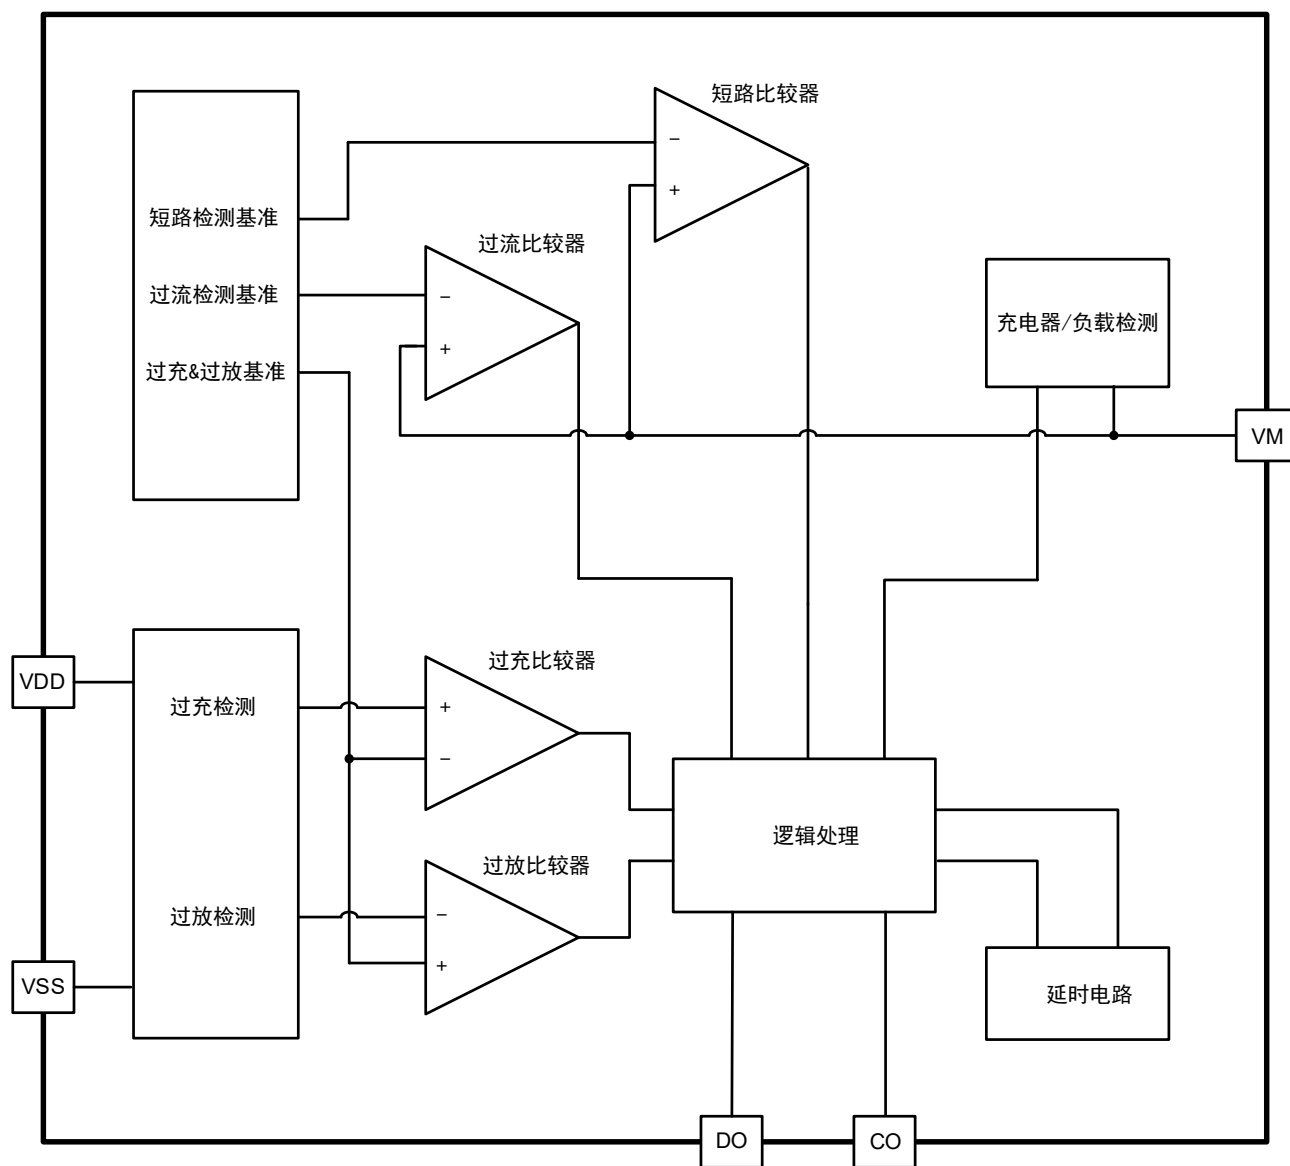 短路比较器
−
+
短路检测基准
过流比较器
过流检测基准
−
充电器/负载检测
+
过充&过放基准
VM
过充比较器
VDD
过充检测
+
−
逻辑处理
过放比较器
过放检测
−
+
VSS
延时电路
DO
CO